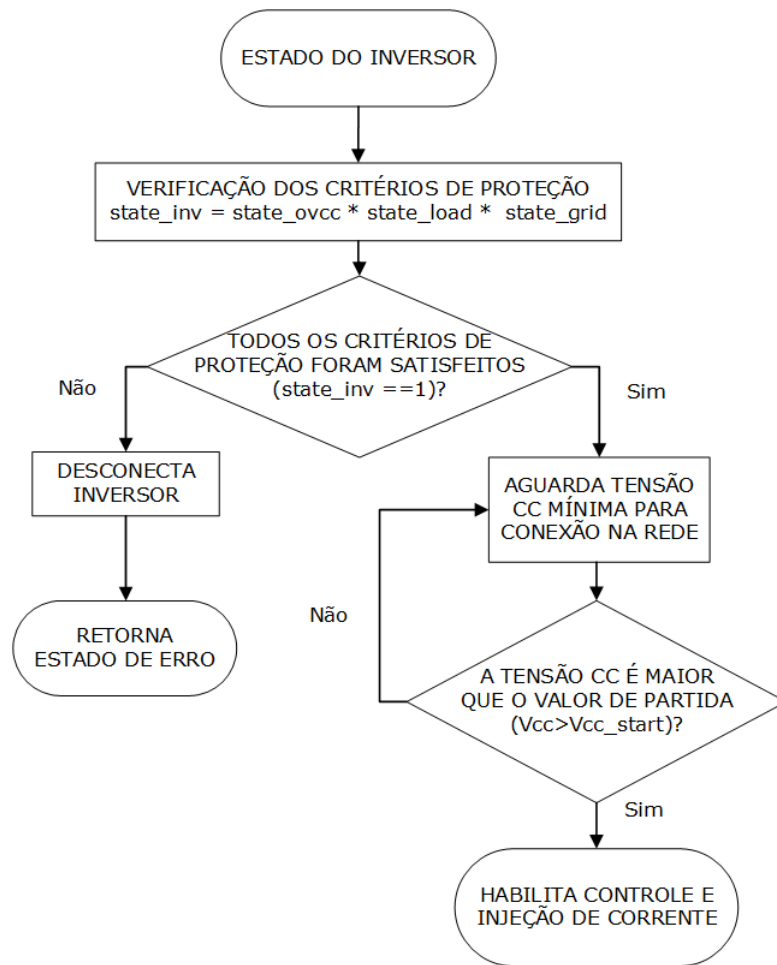 ESTADO DO INVERSOR
VERIFICAÇÃO DOS CRITÉRIOS DE PROTEÇÃO
state_inv = state_ovcc * state_load * state_grid
TODOS OS CRITÉRIOS DE
PROTEÇÃO FORAM SATISFEITOS
(state_inv ==1)?
Não
Sim
DESCONECTA
INVERSOR
AGUARDA TENSÃO
CC MÍNIMA PARA
CONEXÃO NA REDE
RETORNA
ESTADO DE ERRO
Não
A TENSÃO CC É MAIOR
QUE O VALOR DE PARTIDA
(Vcc>Vcc_start)?
Sim
HABILITA CONTROLE E
INJEÇÃO DE CORRENTE